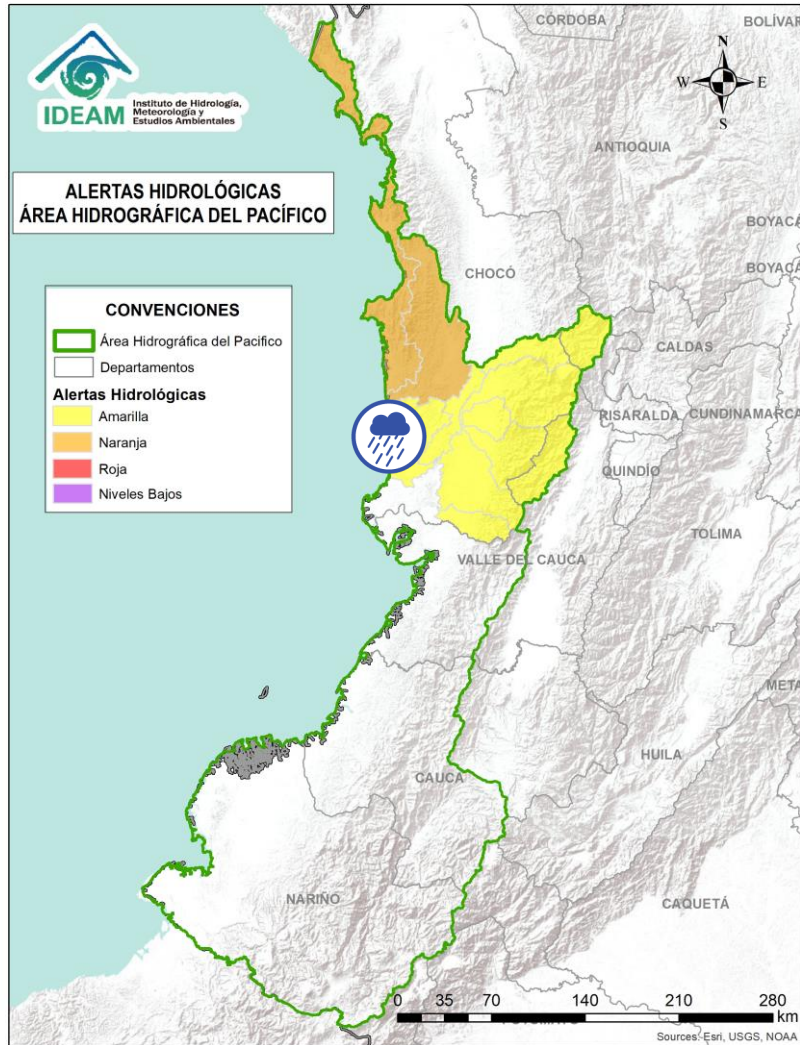 IDEAM
Instituto de Hidrología,
Meteorología y
Estudios Ambientales
ALERTAS HIDROLÓGICAS
ÁREA HIDROGRÁFICA DEL PACÍFICO
CONVENCIONES
Área Hidrográfica del Pacifico
Departamentos
Alertas Hidrológicas
Amarilla
Naranja
Roja
Niveles Bajos
CÓRDOBA
BOLÍVAR
N
W
E
S
ANTIOQUIA
BOYACÁ
CHOCÓ
BOYACÁ
CALDAS
RISARALDA
CUNDINAMARCA
QUINDÍO
TOLIMA
VALLE DEL CAUCA
META
HUILA
CAUCA
NARIÑO
CAQUETÁ
0 35 70 140 210 280
km
Sources: Esri, USGS, NOAA